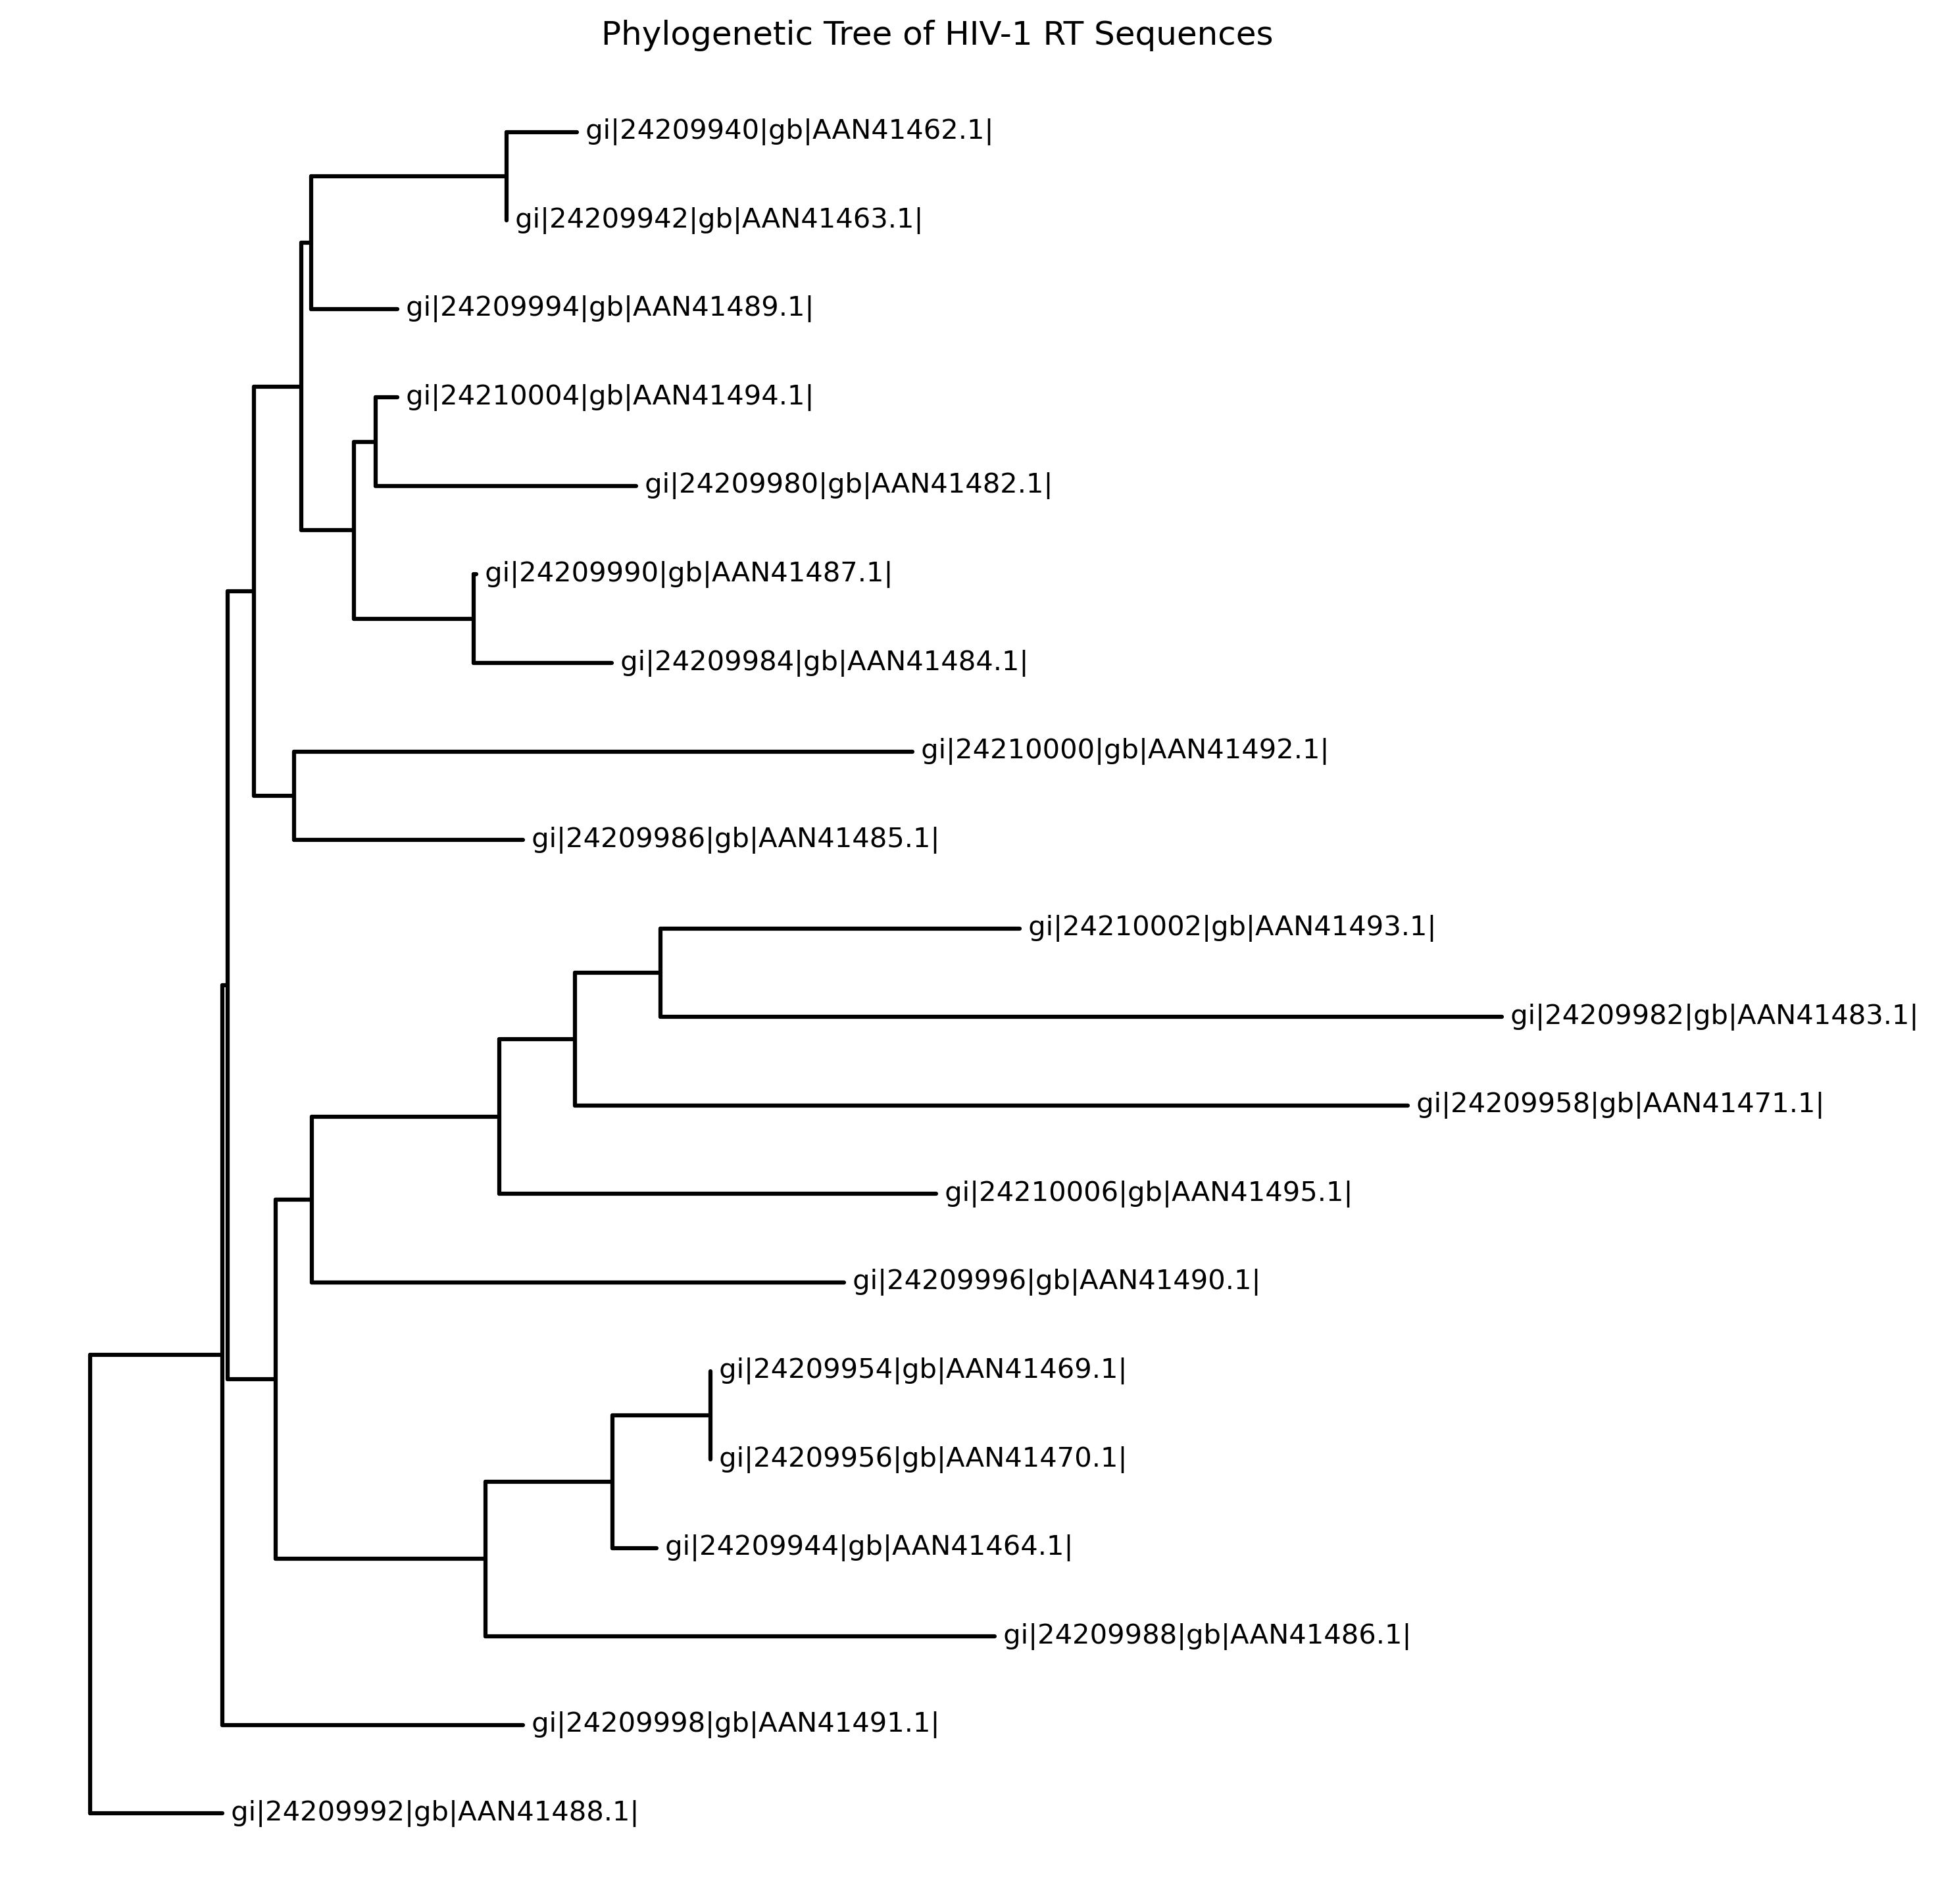 Phylogenetic Tree of HIV-1 RT Sequences
gi|24209940|gb|AAN41462.1|
gi|24209942|gb|AAN41463.1|
gi|24209994|gb|AAN41489.1|
gi|24210004|gb|AAN41494.1|
gi|24209980|gb|AAN41482.1|
gi|24209990|gb|AAN41487.1|
gi|24209984|gb|AAN41484.1|
gi|24210000|gb|AAN41492.1|
gi|24209986|gb|AAN41485.1|
gi|24210002|gb|AAN41493.1|
gi|24209982|gb|AAN41483.1|
gi|24209958|gb|AAN41471.1|
gi|24210006|gb|AAN41495.1|
gi|24209996|gb|AAN41490.1|
gi|24209954|gb|AAN41469.1|
gi|24209956|gb|AAN41470.1|
gi|24209944|gb|AAN41464.1|
gi|24209988|gb|AAN41486.1|
gi|24209998|gb|AAN41491.1|
gi|24209992|gb|AAN41488.1|